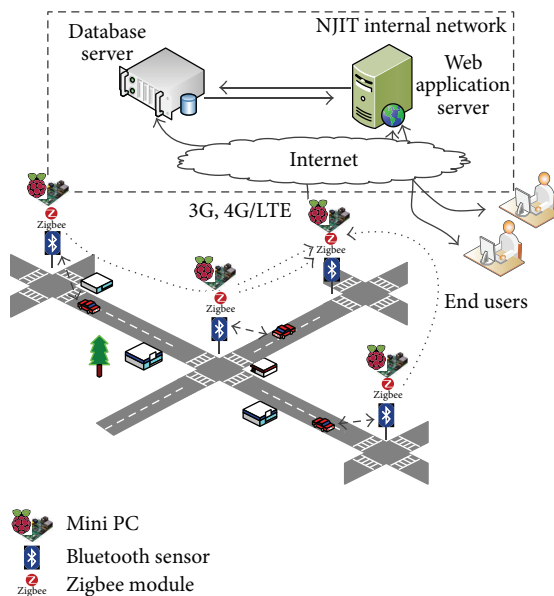 NJIT internal network
Database
server
Web
application
server
Internet
3G, 4G/LTE
Zigbee
Zigbee
Zigbee
Zigbee
End users
Mini PC
Bluetooth sensor
Zigbee
Zigbee module